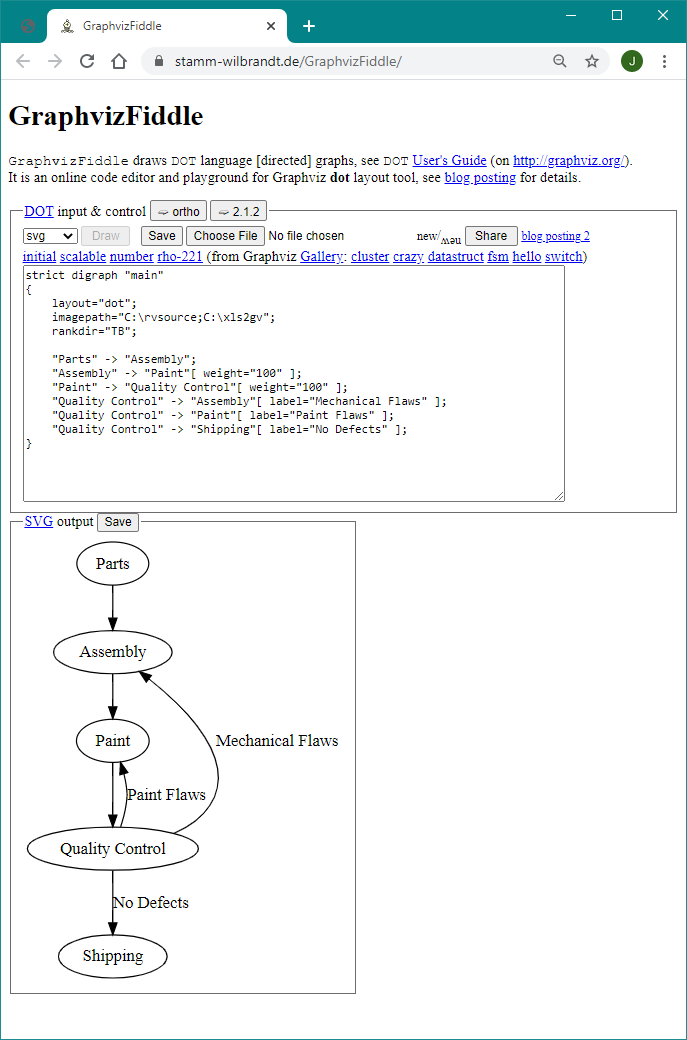 GraphvizFiddle
stamm-wilbrandt.de/GraphvizFiddle/
J
GraphvizFiddle
GraphvizFiddle draws DOT language [directed] graphs, see DOT User's Guide (on http://graphviz.org/).
It is an online code editor and playground for Graphviz dot layout tool, see blog posting for details.
DOT input & control ortho 2.1.2
svg Draw Save Choose File No file chosen new/new Share blog posting 2
initial scalable number rho-221 (from Graphviz Gallery: cluster crazy datastruct fsm hello switch)
strict digraph "main"
{
    layout="dot";
    imagepath="C:\rvsource;C:\xls2gv";
    rankdir="TB";
    "Parts" -> "Assembly";
    "Assembly" -> "Paint"[ weight="100" ];
    "Paint" -> "Quality Control"[ weight="100" ];
    "Quality Control" -> "Assembly"[ label="Mechanical Flaws" ];
    "Quality Control" -> "Paint"[ label="Paint Flaws" ];
    "Quality Control" -> "Shipping"[ label="No Defects" ];
}
SVG output Save
Parts
Assembly
Paint
Mechanical Flaws
Paint Flaws
Quality Control
No Defects
Shipping